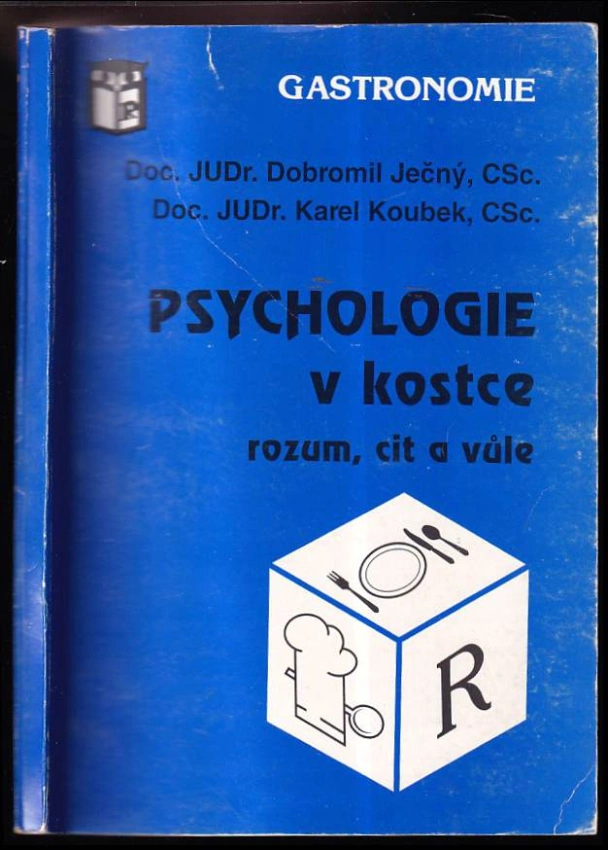 R
GASTRONOMIE
Doc. JUDr. Dobromil Ječný, CSc.
Doc. JUDr. Karel Koubek, CSc.
PSYCHOLOGIE
v kostce
rozum, cit a vůle
R